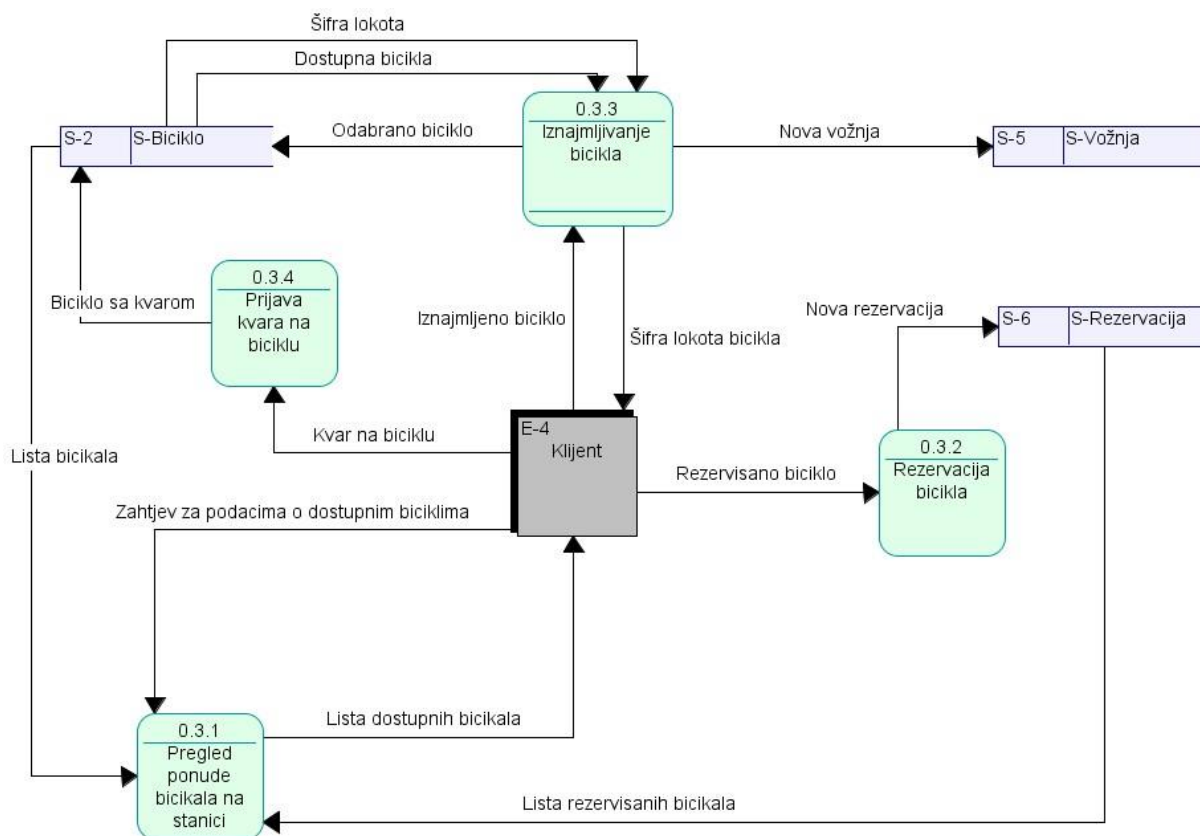 Šifra lokota
Dostupna bicikla
S-2 S-Biciklo
Odabrano biciklo
0.3.3
Iznajmljivanje
bicikla
Nova vožnja
S-5 S-Vožnja
0.3.4
Prijava
kvara na
biciklu
Biciklo sa kvarom
Iznajmljeno biciklo
Šifra lokota bicikla
Nova rezervacija
S-6 S-Rezervacija
E-4
Klijent
Kvar na biciklu
Lista bicikala
Rezervisano biciklo
0.3.2
Rezervacija
bicikla
Zahtjev za podacima o dostupnim biciklima
0.3.1
Pregled
ponude
bicikala na
stanici
Lista dostupnih bicikala
Lista rezervisanih bicikala